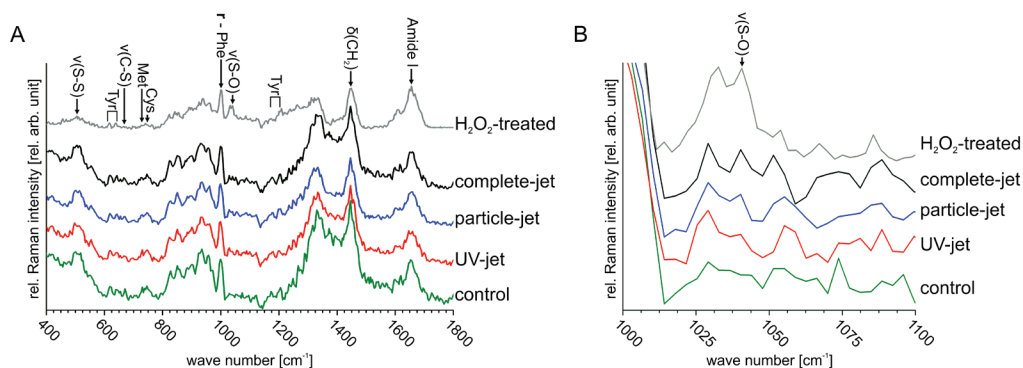 A
rel. Raman intensity [rel. arb. unit]
ν(S-S)
Tyr
ν(C-S)
Met
Cys
r - Phe
ν(S-O)
Tyr
δ(CH₂)
Amide I
H₂O₂-treated
complete-jet
particle-jet
UV-jet
control
400 600 800 1000 1200 1400 1600 1800
wave number [cm⁻¹]
B
rel. Raman intensity [rel. arb. unit]
ν(S-O)
H₂O₂-treated
complete-jet
particle-jet
UV-jet
control
1000 1025 1050 1075 1100
wave number [cm⁻¹]